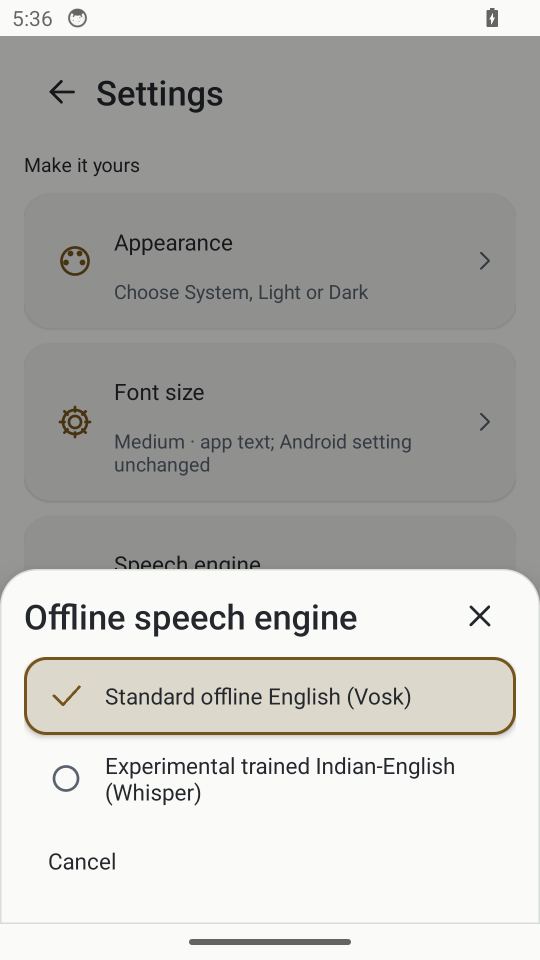 5:36
Settings
Make it yours
Appearance
Choose System, Light or Dark
Font size
Medium · app text; Android setting
unchanged
Speech engine
Offline speech engine
Standard offline English (Vosk)
Experimental trained Indian-English
(Whisper)
Cancel